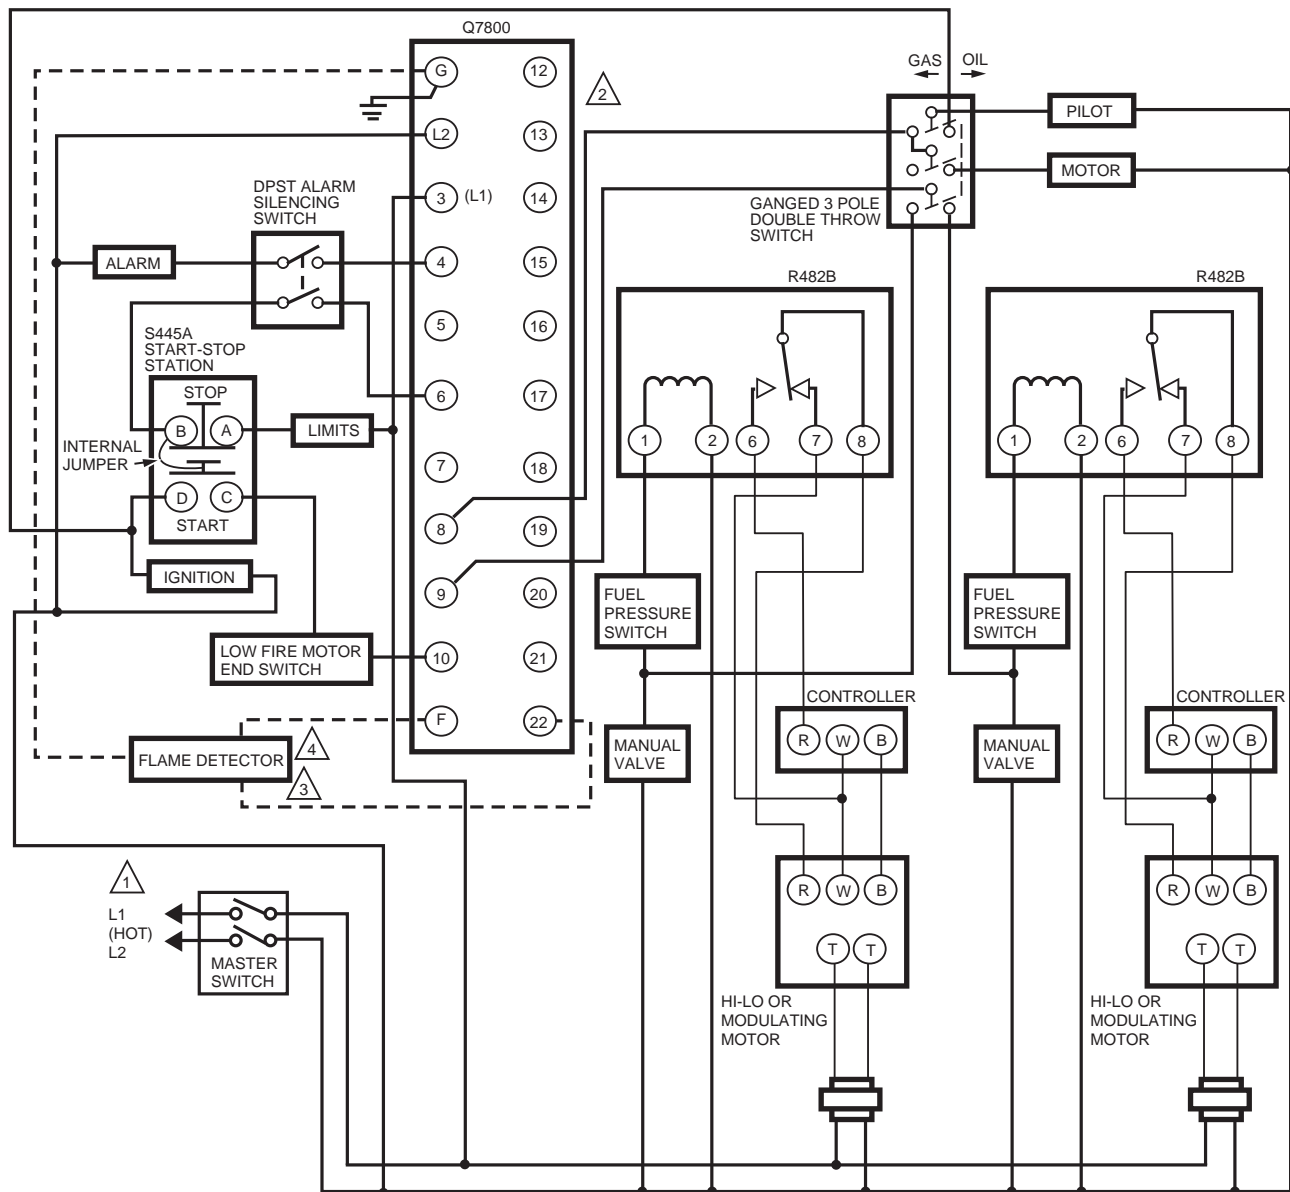 Q7800
GAS
OIL
G
12
2
PILOT
L2
13
MOTOR
DPST ALARM
SILENCING
SWITCH
3
(L1)
14
GANGED 3 POLE
DOUBLE THROW
SWITCH
ALARM
4
15
R482B
R482B
S445A
START-STOP
STATION
5
16
STOP
6
17
B
A
LIMITS
INTERNAL
JUMPER
1
2
6
7
8
1
2
6
7
8
7
18
D
C
START
8
19
IGNITION
9
20
FUEL
PRESSURE
SWITCH
FUEL
PRESSURE
SWITCH
LOW FIRE MOTOR
END SWITCH
10
21
CONTROLLER
CONTROLLER
F
22
R
W
B
R
W
B
FLAME DETECTOR
4
3
MANUAL
VALVE
MANUAL
VALVE
1
L1
(HOT)
L2
MASTER
SWITCH
R
W
B
R
W
B
T
T
T
T
HI-LO OR
MODULATING
MOTOR
HI-LO OR
MODULATING
MOTOR